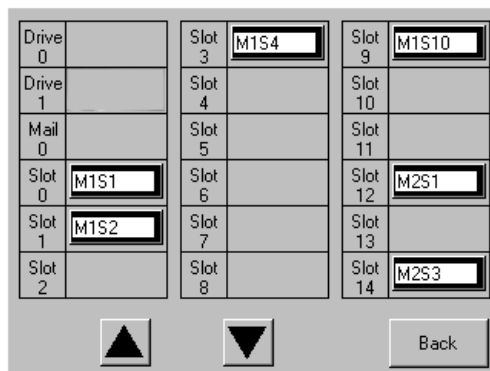 Drive
0
Drive
1
Mail
0
Slot
0
M1S1
Slot
1
M1S2
Slot
2
Slot
3
M1S4
Slot
4
Slot
5
Slot
6
Slot
7
Slot
8
Slot
9
M1S10
Slot
10
Slot
11
Slot
12
M2S1
Slot
13
Slot
14
M2S3
Back